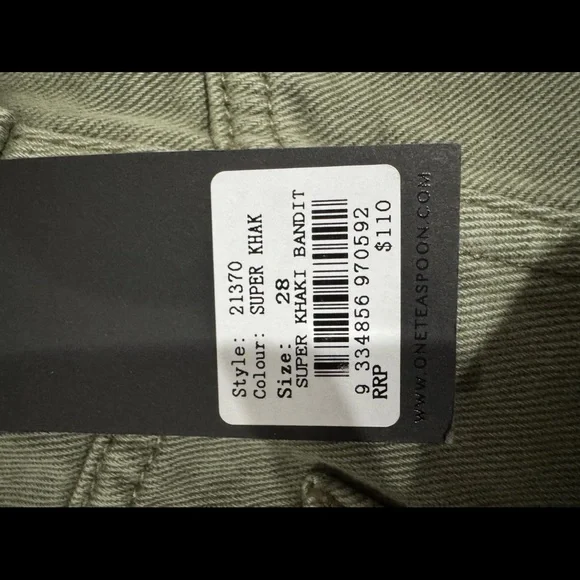 Style: 21370
Colour: SUPER KHAK
Size: 28
SUPER KHAKI BANDIT
9 334856 970592
RRP $110
WWW.ONETEASPOON.COM